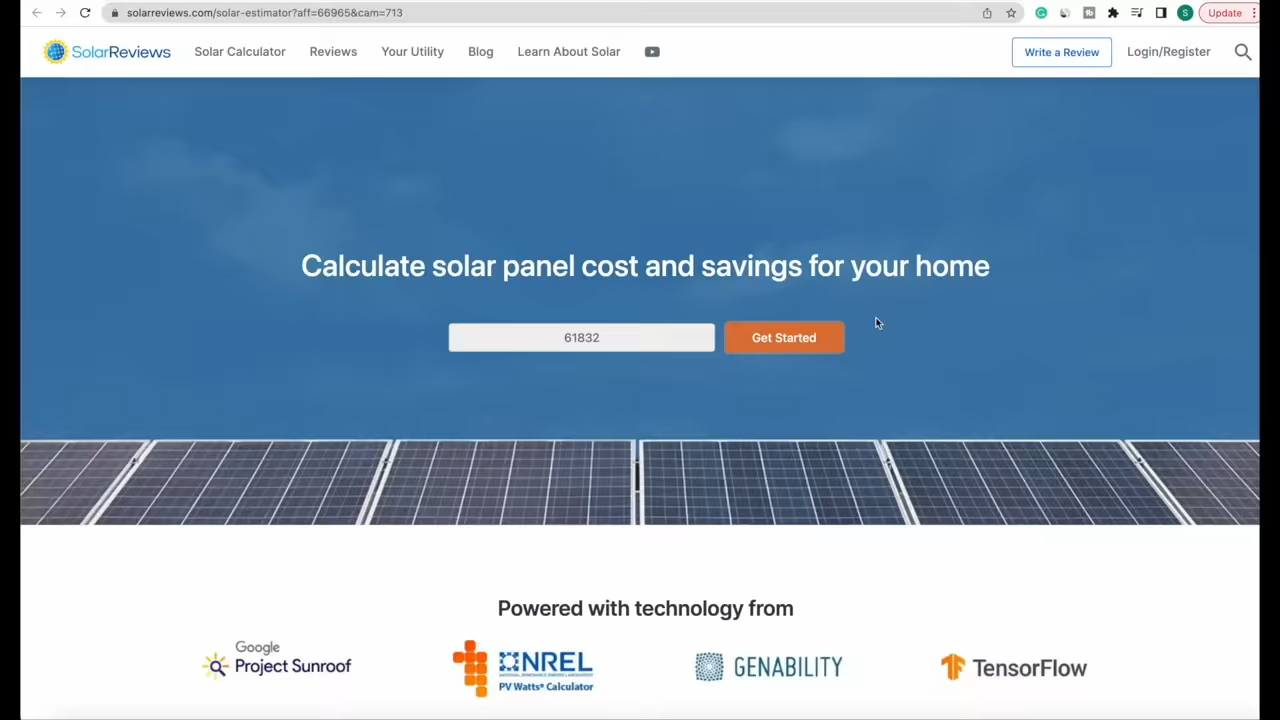 solarreviews.com/solar-estimator?aff=66965&cam=713
S
Update
SolarReviews
Solar Calculator
Reviews
Your Utility
Blog
Learn About Solar
Write a Review
Login/Register
Calculate solar panel cost and savings for your home
61832
Get Started
Powered with technology from
Google
Project Sunroof
NREL
PV Watts® Calculator
GENABILITY
TensorFlow